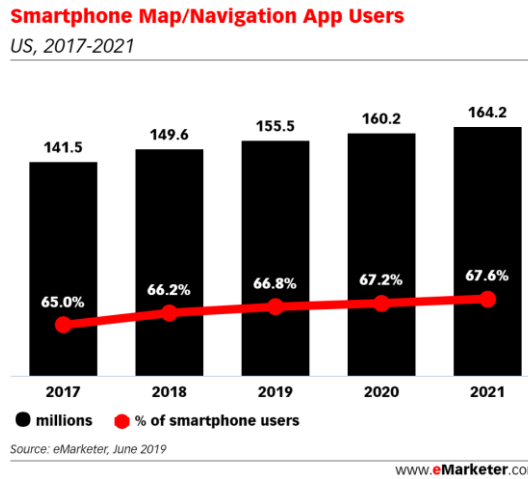 Smartphone Map/Navigation App Users
US, 2017-2021
141.5 149.6 155.5 160.2 164.2
65.0% 66.2% 66.8% 67.2% 67.6%
2017 2018 2019 2020 2021
millions % of smartphone users
Source: eMarketer, June 2019
www.eMarketer.co